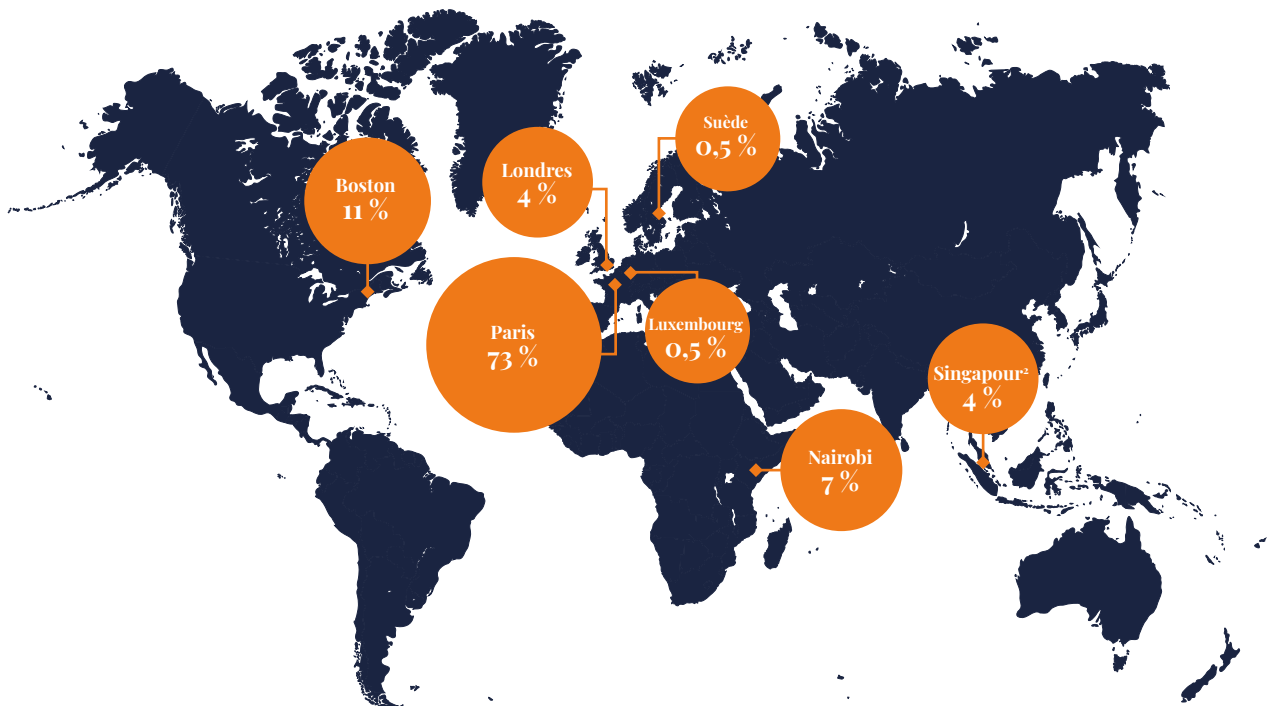 Suède
0,5 %
Londres
4 %
Boston
11 %
Paris
73 %
Luxembourg
0,5 %
Singapour²
4 %
Nairobi
7 %